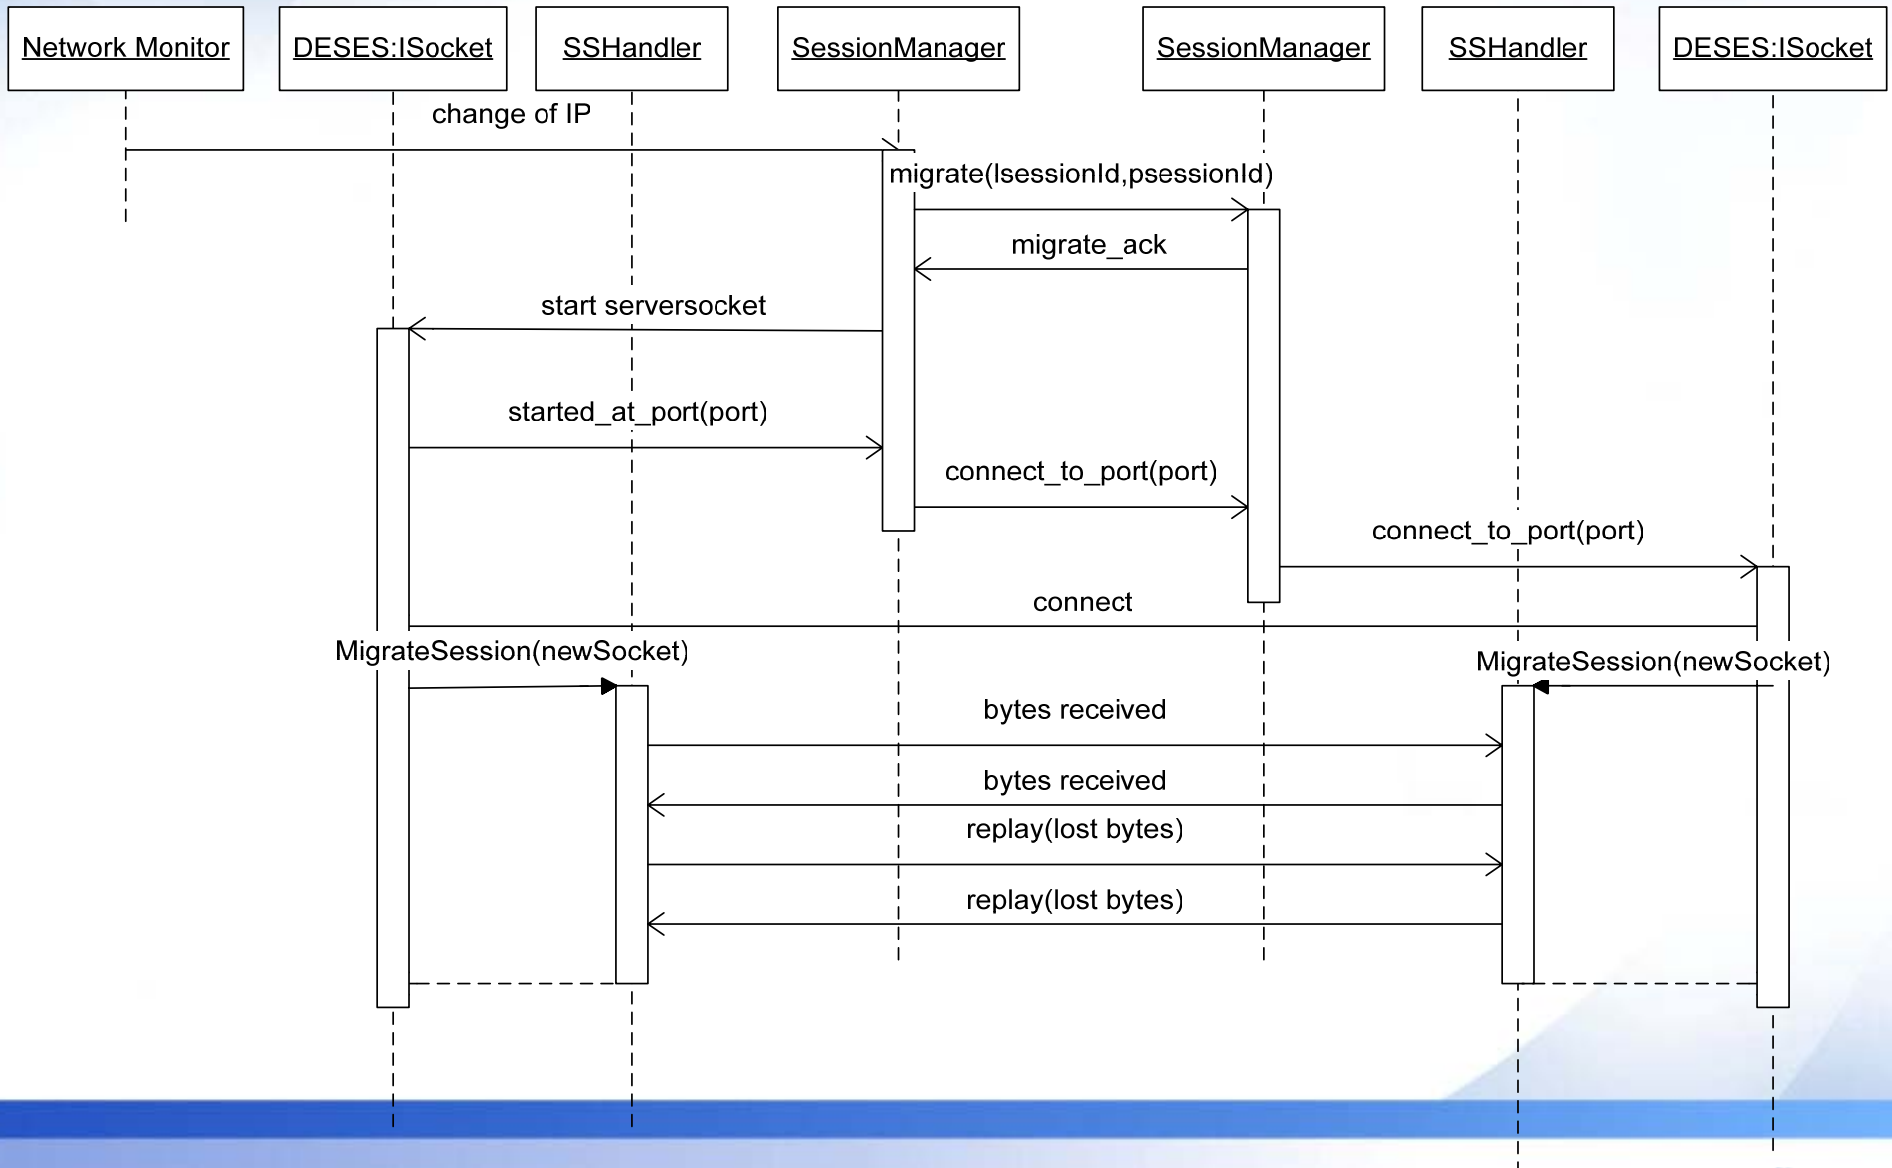 Network Monitor
DESES:ISocket
SSHandler
SessionManager
SessionManager
SSHandler
DESES:ISocket
change of IP
migrate(lsessionId,psessionId)
migrate_ack
start serversocket
started_at_port(port)
connect_to_port(port)
connect_to_port(port)
connect
MigrateSession(newSocket)
MigrateSession(newSocket)
bytes received
bytes received
replay(lost bytes)
replay(lost bytes)